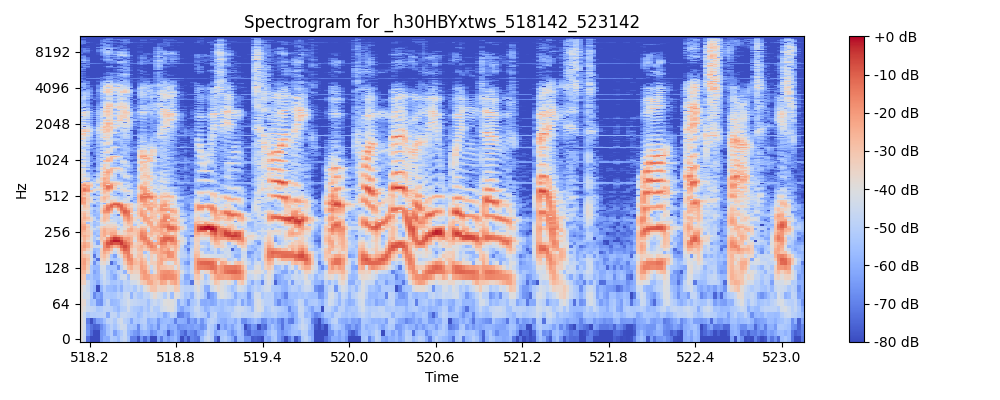 Spectrogram for _h30HBYxtws_518142_523142
8192
4096
2048
1024
512
256
128
64
0
Hz
518.2 518.8 519.4 520.0 520.6 521.2 521.8 522.4 523.0
Time
+0 dB
-10 dB
-20 dB
-30 dB
-40 dB
-50 dB
-60 dB
-70 dB
-80 dB